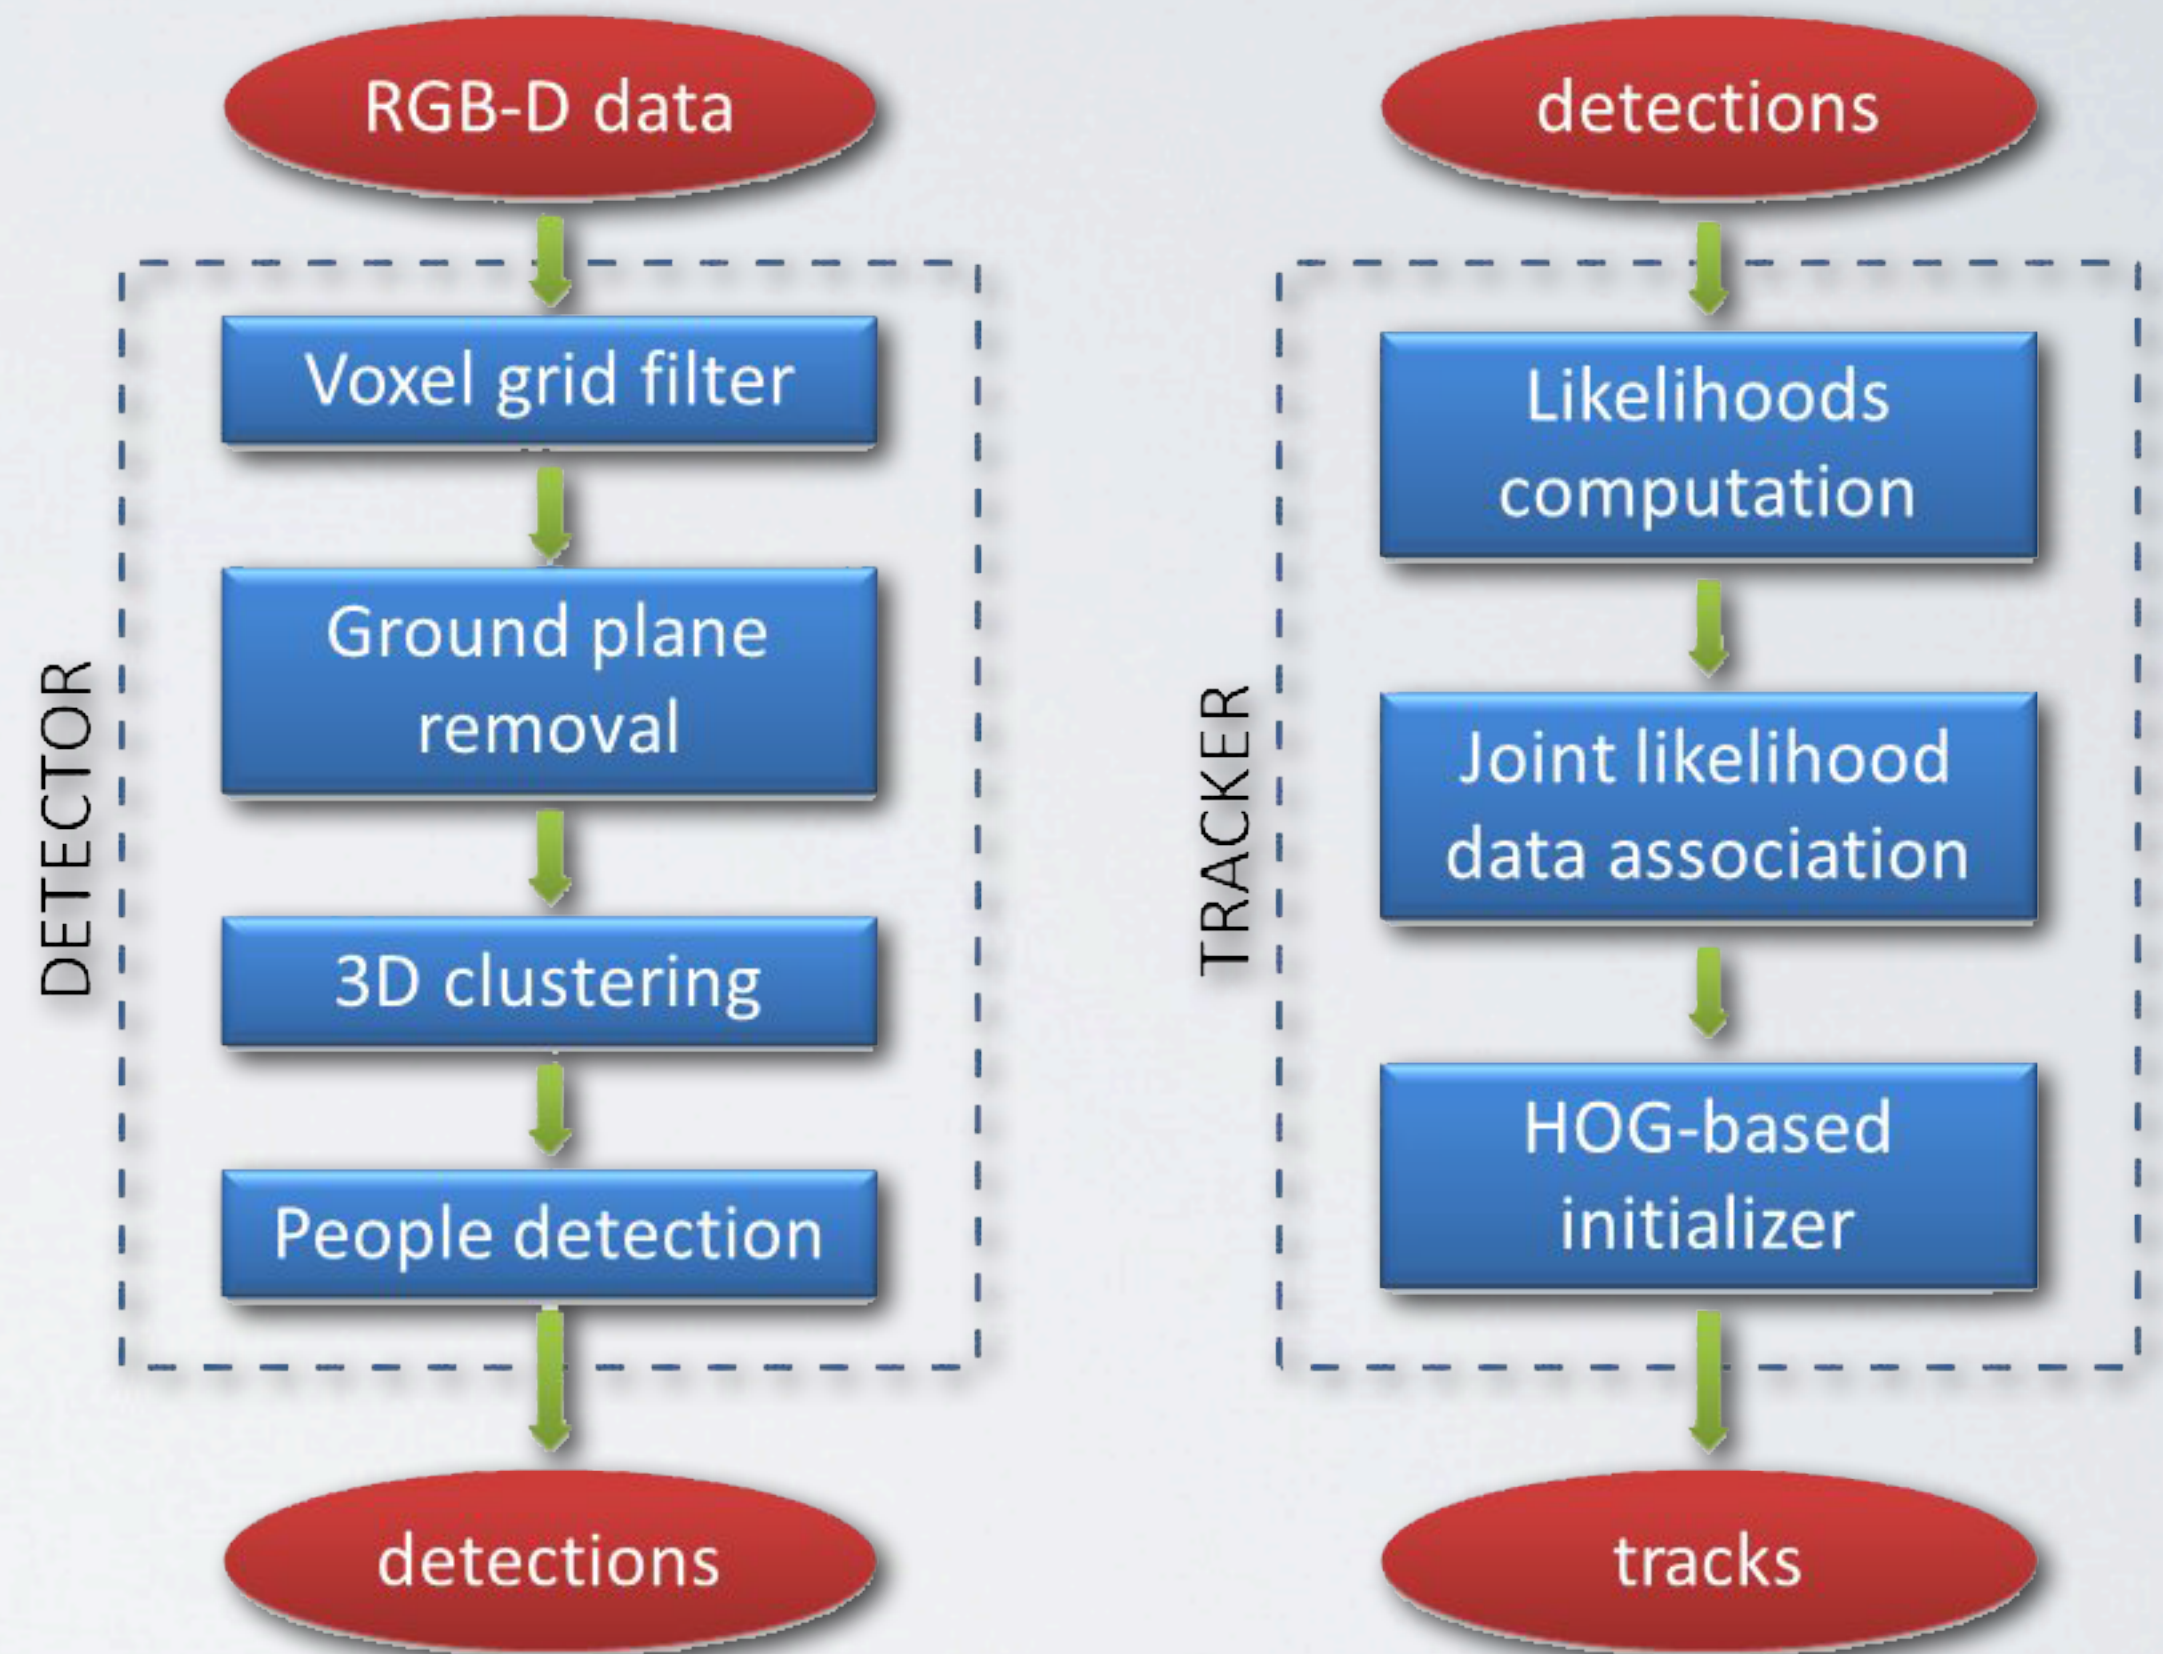 RGB-D data
DETECTOR
Voxel grid filter
Ground plane
removal
3D clustering
People detection
detections
detections
TRACKER
Likelihoods
computation
Joint likelihood
data association
HOG-based
initializer
tracks